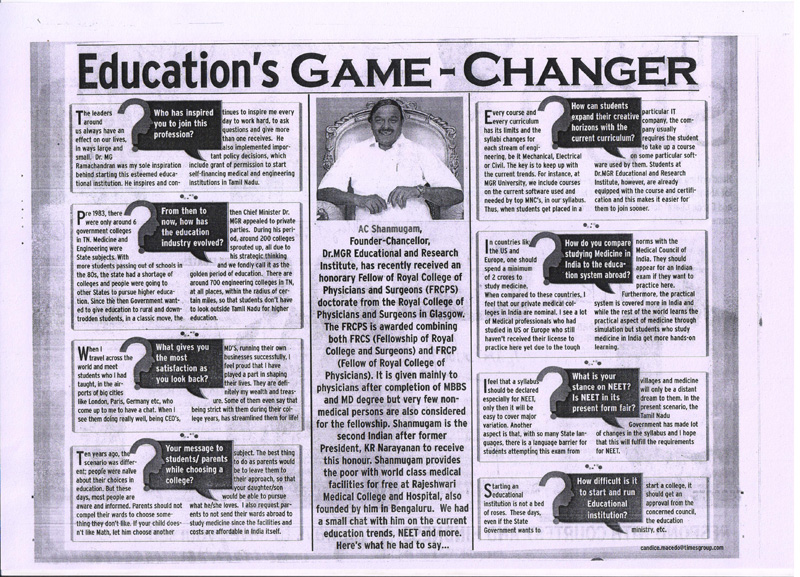 Education's GAME - CHANGER
Who has inspired
you to join this
profession?
The leaders
around
us always have an
effect on our lives,
in ways large and
small. Dr. MG
Ramachandran was my sole inspiration
behind starting this esteemed educa-
tional institution. He inspires and con-
tinues to inspire me every
day to work hard, to ask
questions and give more
than one receives. He
also implemented impor-
tant policy decisions, which
include grant of permission to start
self-financing medical and engineering
institutions in Tamil Nadu.
From then to
now, how has
the education
industry evolved?
Pre 1983, there
were only around 6
government colleges
in TN. Medicine and
Engineering were
State subjects. With
more students passing out of schools in
the 80s, the state had a shortage of
colleges and people were going to
other States to pursue higher education.
Since the then Government want-
ed to give education to rural and down-
trodden students, in a classic move, the
then Chief Minister Dr.
MGR appealed to private
parties. During his peri-
od, around 200 colleges
sprouted up, all due to
his strategic thinking
and we fondly call it as the
golden period of education. There are
around 700 engineering colleges in TN,
at all places, within the radius of cer-
tain miles, so that students don't have
to look outside Tamil Nadu for higher
education.
What gives you
the most
satisfaction as
you look back?
When I
travel across the
world and meet
students who I had
taught, in the air-
ports of big cities
like London, Paris, Germany etc, who
come up to me to have a chat. When I
see them doing really well, being CEO's,
MD'S, running their own
businesses successfully, I
feel proud that I have
played a part in shaping
their lives. They are defi-
nitely my wealth and treas-
ure. Some of them even say that
being strict with them during their col-
lege years, has streamlined them for life!
Your message to
students/ parents
while choosing a
college?
Ten years ago, the
scenario was differ-
ent; people were naïve
about their choices in
education. But these
days, most people are
aware and informed. Parents should not
compel their wards to choose some-
thing they don't like. If your child does-
n't like Math, let him choose another
subject. The best thing
to do as parents would
be to leave them to
their approach, so that
your daughter/son
would be able to pursue
what he/she loves. I also request par-
ents to not send their wards abroad to
study medicine since the facilities and
costs are affordable in India itself.
AC Shanmugam,
Founder-Chancellor,
Dr.MGR Educational and Research
Institute, has recently received an
honorary Fellow of Royal College of
Physicians and Surgeons (FRCPS)
doctorate from the Royal College of
Physicians and Surgeons in Glasgow.
The FRCPS is awarded combining
both FRCS (Fellowship of Royal
College and Surgeons) and FRCP
(Fellow of Royal College of
Physicians). It is given mainly to
physicians after completion of MBBS
and MD degree but very few non-
medical persons are also considered
for the fellowship. Shanmugam is the
second Indian after former
President, KR Narayanan to receive
this honour. Shanmugam provides
the poor with world class medical
facilities for free at Rajeshwari
Medical College and Hospital, also
founded by him in Bengaluru. We had
a small chat with him on the current
education trends, NEET and more.
Here's what he had to say...
How can students
expand their creative
horizons with the
current curriculum?
Every course and
every curriculum
has its limits and the
syllabi changes for
each stream of engi-
neering, be it Mechanical, Electrical
or Civil. The key is to keep up with
the current trends. For instance, at
MGR University, we include courses
on the current software used and
needed by top MNC's, in our syllabus.
Thus, when students get placed in a
particular IT
company, the com-
pany usually
requires the student
to take up a course
on some particular soft-
ware used by them. Students at
Dr.MGR Educational and Research
Institute, however, are already
equipped with the course and certifi-
cation and this makes it easier for
them to join sooner.
How do you compare
studying Medicine in
India to the educa-
tion system abroad?
In countries like
the US and
Europe, one should
spend a minimum
of 2 crores to
study medicine.
When compared to these countries, I
feel that our private medical col-
leges in India are nominal. I see a lot
of Medical professionals who had
studied in US or Europe who still
haven't received their license to
practice here yet due to the tough
norms with the
Medical Council of
India. They should
appear for an Indian
exam if they want to
practice here.
Furthermore, the practical
system is covered more in India and
while the rest of the world learns the
practical aspect of medicine through
simulation but students who study
medicine in India get more hands-on
learning.
What is your
stance on NEET?
Is NEET in its
present form fair?
I feel that a syllabus
should be declared
especially for NEET,
only then it will be
easy to cover major
variation. Another
aspect is that, with so many State lan-
guages, there is a language barrier for
students attempting this exam from
villages and medicine
will only be a distant
dream to them. In the
present scenario, the
Tamil Nadu
Government has made lot
of changes in the syllabus and I hope
that this will fulfil the requirements
for NEET.
How difficult is it
to start and run
Educational
institution?
Starting an
educational
institution is not a bed
of roses. These days,
even if the State
Government wants to
start a college, it
should get an
approval from the
concerned council,
the education
ministry, etc.
candice.macedo@timesgroup.com